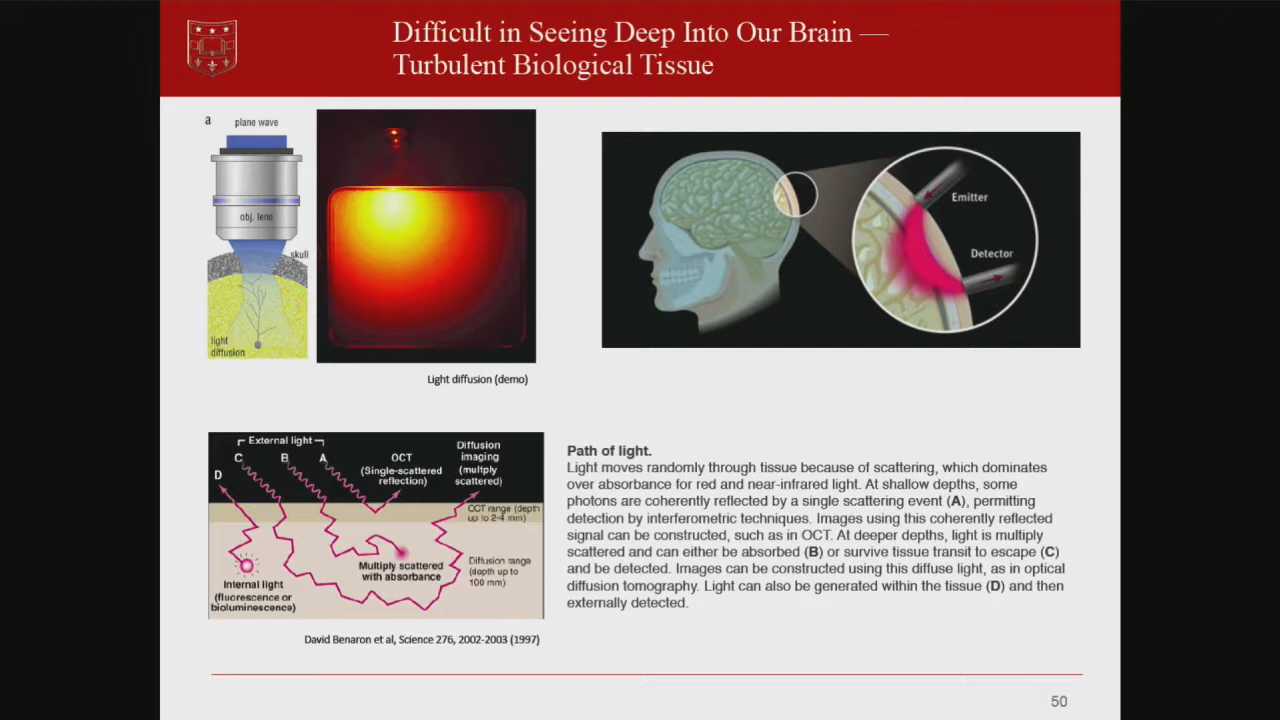 Difficult in Seeing Deep Into Our Brain —
Turbulent Biological Tissue
a
plane wave
obj. lens
skull
light
diffusion
Light diffusion (demo)
Emitter
Detector
External light
C
B
A
D
OCT
(Single-scattered
reflection)
Diffusion
imaging
(multply
scattered)
OCT range (depth
up to 2-4 mm)
Multiply scattered
with absorbance
Diffusion range
(depth up to
100 mm)
Internal light
(fluorescence or
bioluminescence)
David Benaron et al, Science 276, 2002-2003 (1997)
Path of light.
Light moves randomly through tissue because of scattering, which dominates
over absorbance for red and near-infrared light. At shallow depths, some
photons are coherently reflected by a single scattering event (A), permitting
detection by interferometric techniques. Images using this coherently reflected
signal can be constructed, such as in OCT. At deeper depths, light is multiply
scattered and can either be absorbed (B) or survive tissue transit to escape (C)
and be detected. Images can be constructed using this diffuse light, as in optical
diffusion tomography. Light can also be generated within the tissue (D) and then
externally detected.
50